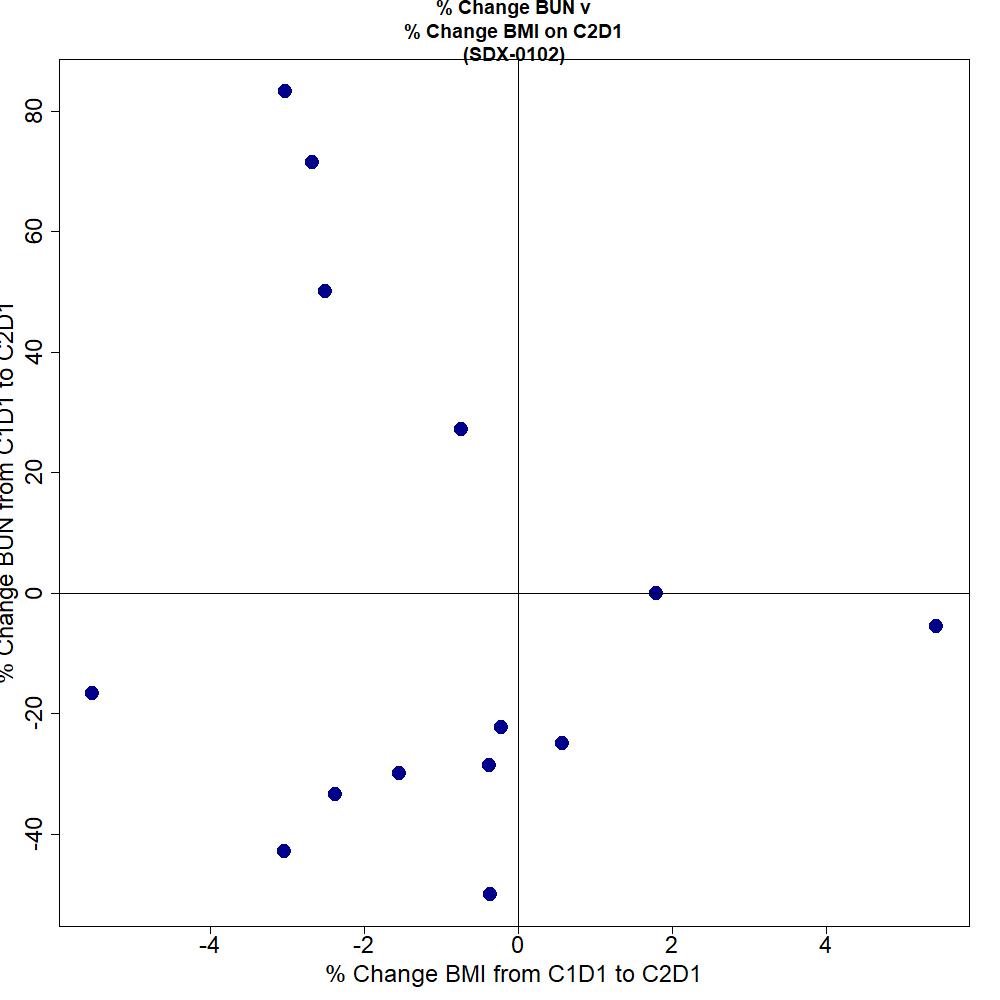 % Change BUN v
% Change BMI on C2D1
(SDX-0102)
80
60
40
20
0
-20
-40
% Change BUN from C1D1 to C2D1
-4
-2
0
2
4
% Change BMI from C1D1 to C2D1